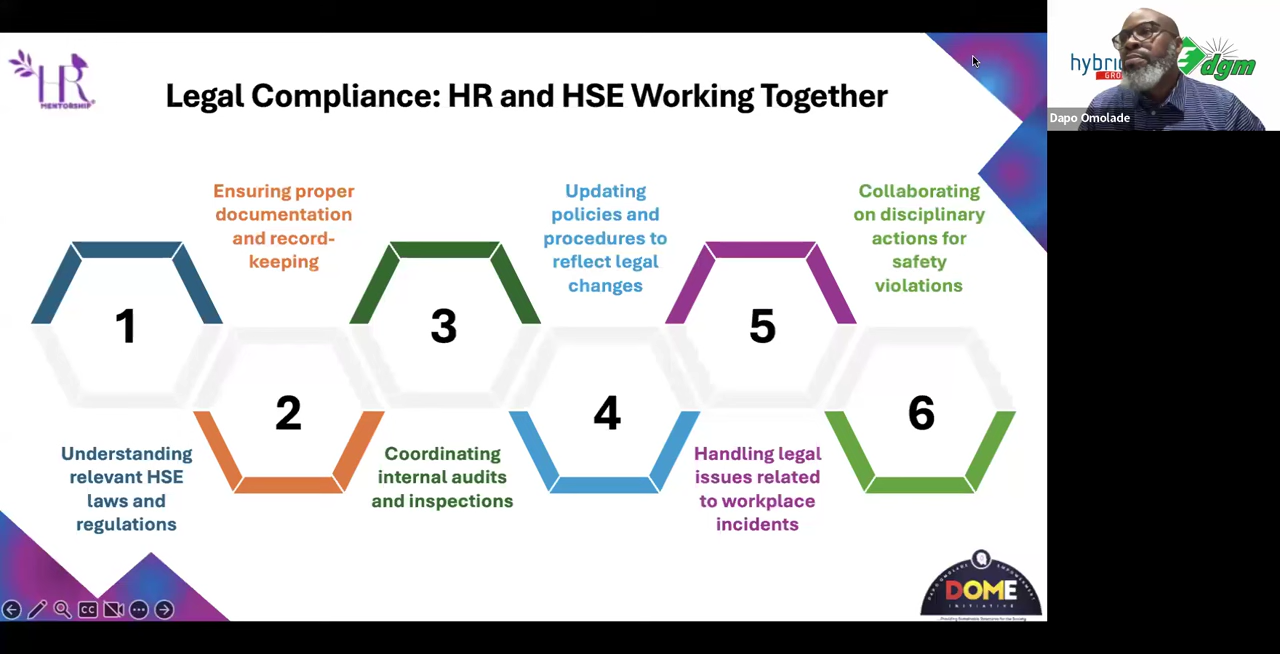 HR
MENTORSHIP
Legal Compliance: HR and HSE Working Together
hybri
GRO
dgm
Dapo Omolade
1
Understanding
relevant HSE
laws and
regulations
Ensuring proper
documentation
and record-
keeping
2
3
Coordinating
internal audits
and inspections
Updating
policies and
procedures to
reflect legal
changes
4
5
Handling legal
issues related
to workplace
incidents
Collaborating
on disciplinary
actions for
safety
violations
6
CC
DOME
INITIATIVE